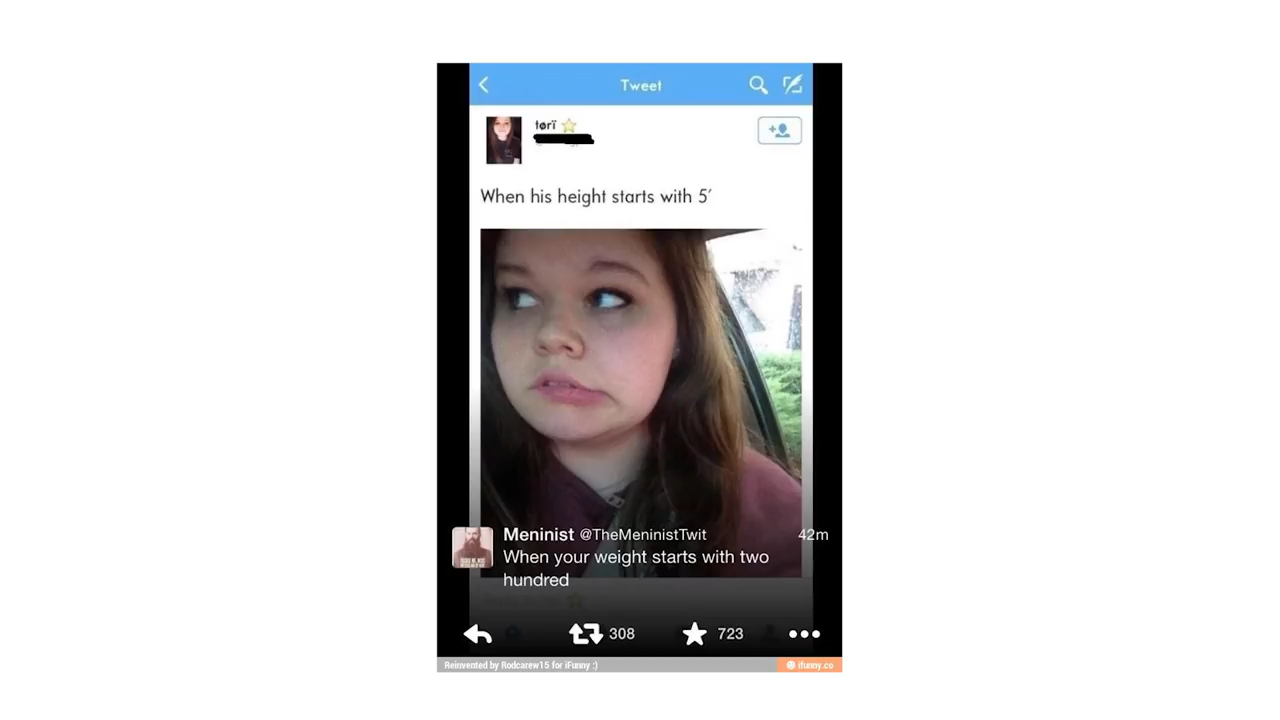 Tweet
tørï
When his height starts with 5'
Meninist @TheMeninistTwit 42m
When your weight starts with two
hundred
308 723
Reinvented by Rodcarew15 for iFunny :) ifunny.co